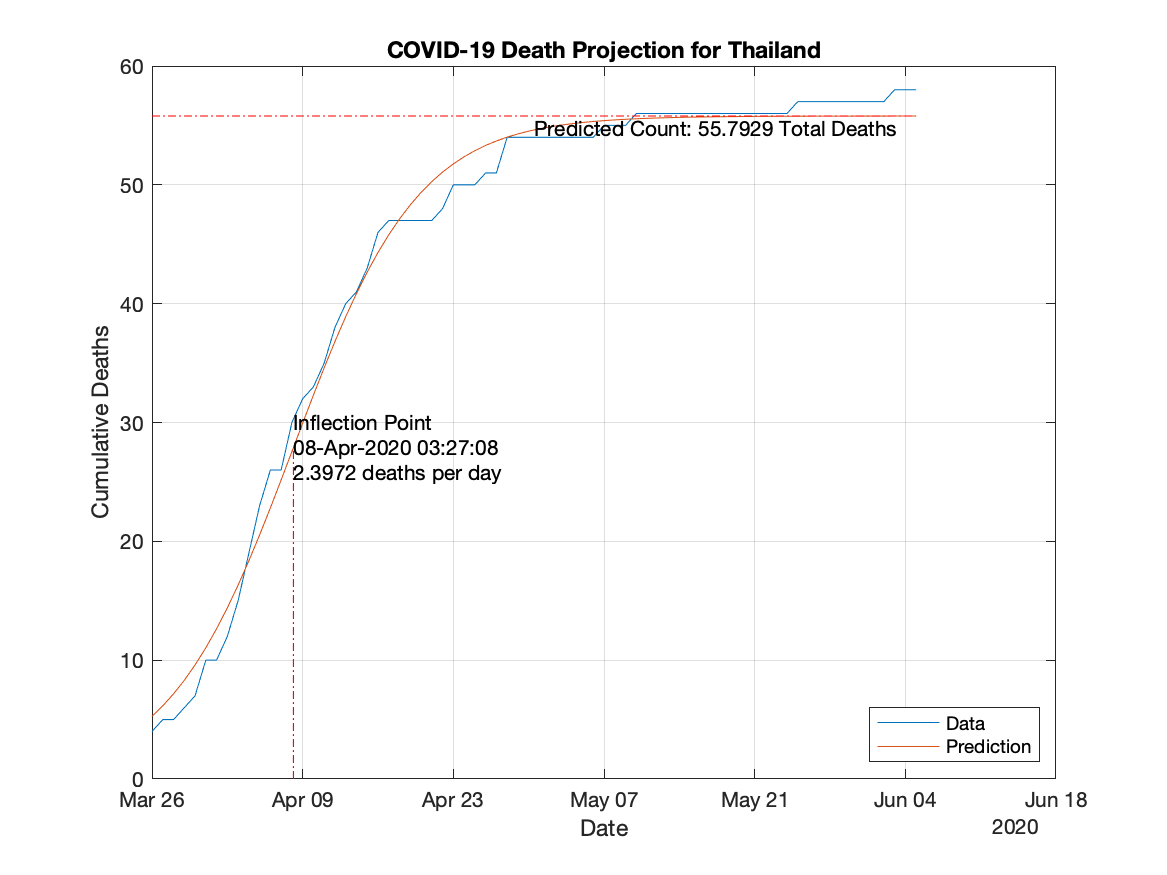 COVID-19 Death Projection for Thailand
60
50
40
30
20
10
0
Cumulative Deaths
Predicted Count: 55.7929 Total Deaths
Inflection Point
08-Apr-2020 03:27:08
2.3972 deaths per day
Data
Prediction
Mar 26
Apr 09
Apr 23
May 07
May 21
Jun 04
Jun 18
Date
2020